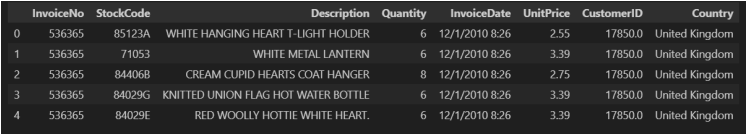 InvoiceNo StockCode Description Quantity InvoiceDate UnitPrice CustomerID Country
0 536365 85123A WHITE HANGING HEART T-LIGHT HOLDER 6 12/1/2010 8:26 2.55 17850.0 United Kingdom
1 536365 71053 WHITE METAL LANTERN 6 12/1/2010 8:26 3.39 17850.0 United Kingdom
2 536365 84406B CREAM CUPID HEARTS COAT HANGER 8 12/1/2010 8:26 2.75 17850.0 United Kingdom
3 536365 84029G KNITTED UNION FLAG HOT WATER BOTTLE 6 12/1/2010 8:26 3.39 17850.0 United Kingdom
4 536365 84029E RED WOOLLY HOTTIE WHITE HEART. 6 12/1/2010 8:26 3.39 17850.0 United Kingdom